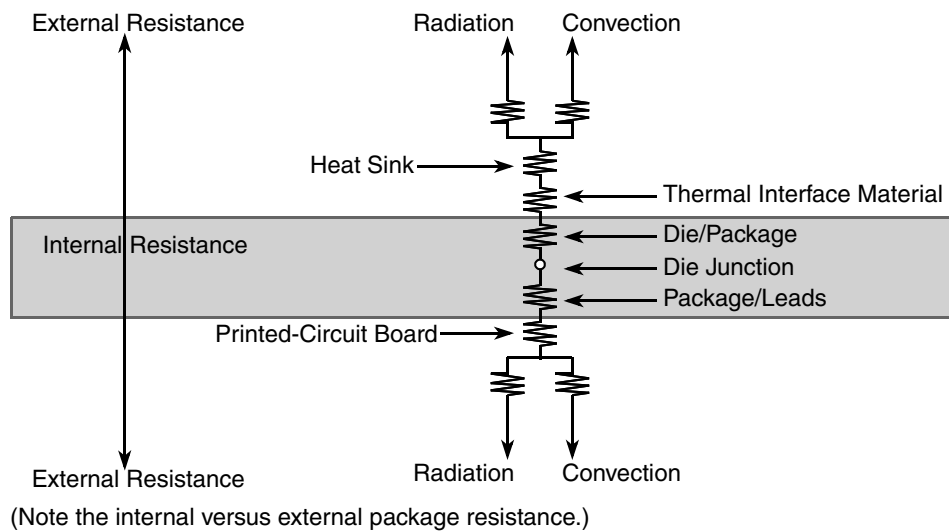 External Resistance
Radiation
Convection
Heat Sink
Thermal Interface Material
Internal Resistance
Die/Package
Die Junction
Package/Leads
Printed-Circuit Board
External Resistance
Radiation
Convection
(Note the internal versus external package resistance.)